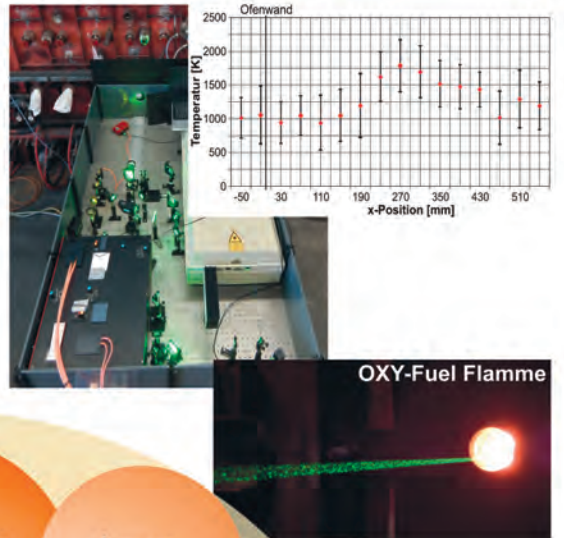 Ofenwand
2500
2000
1500
1000
500
0
Temperatur [K]
-50 30 110 190 270 350 430 510
x-Position [mm]
OXY-Fuel Flamme